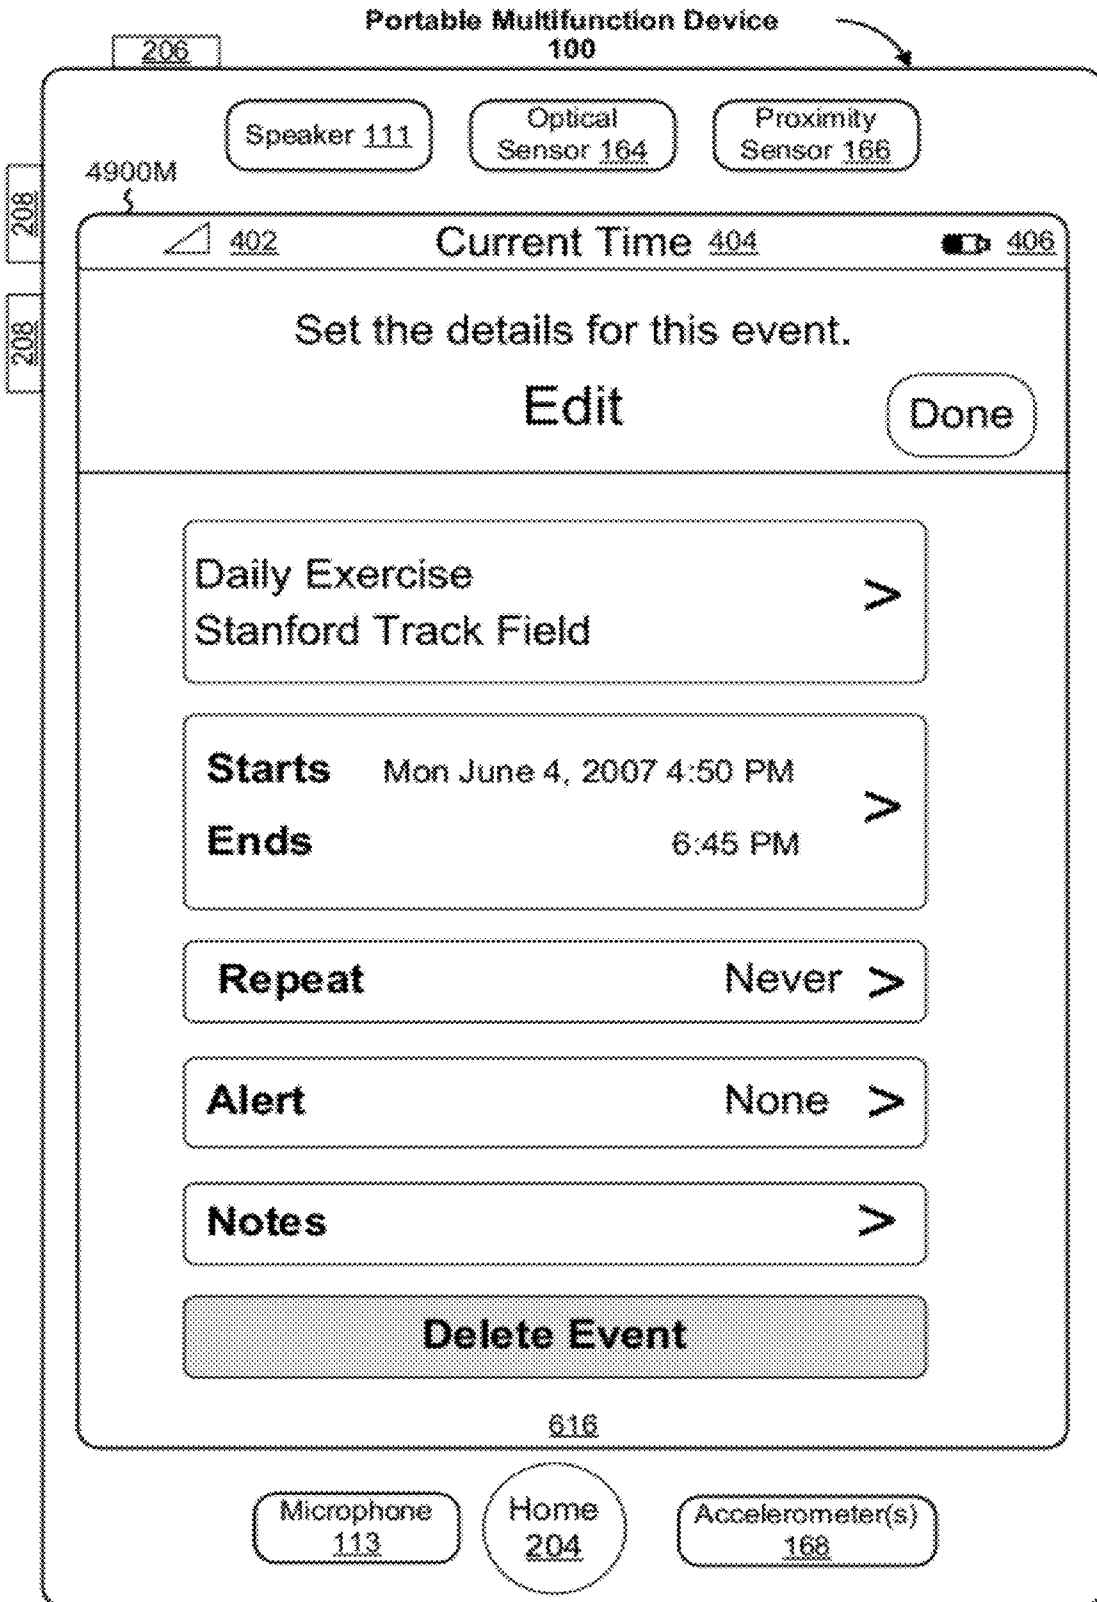 Portable Multifunction Device
100
206
Speaker 111
Optical
Sensor 164
Proximity
Sensor 166
4900M
208
208
402
Current Time 404
406
Set the details for this event.
Edit
Done
Daily Exercise
Stanford Track Field
>
Starts Mon June 4, 2007 4:50 PM
>
Ends 6:45 PM
Repeat Never >
Alert None >
Notes >
Delete Event
616
Microphone
113
Home
204
Accelerometer(s)
168